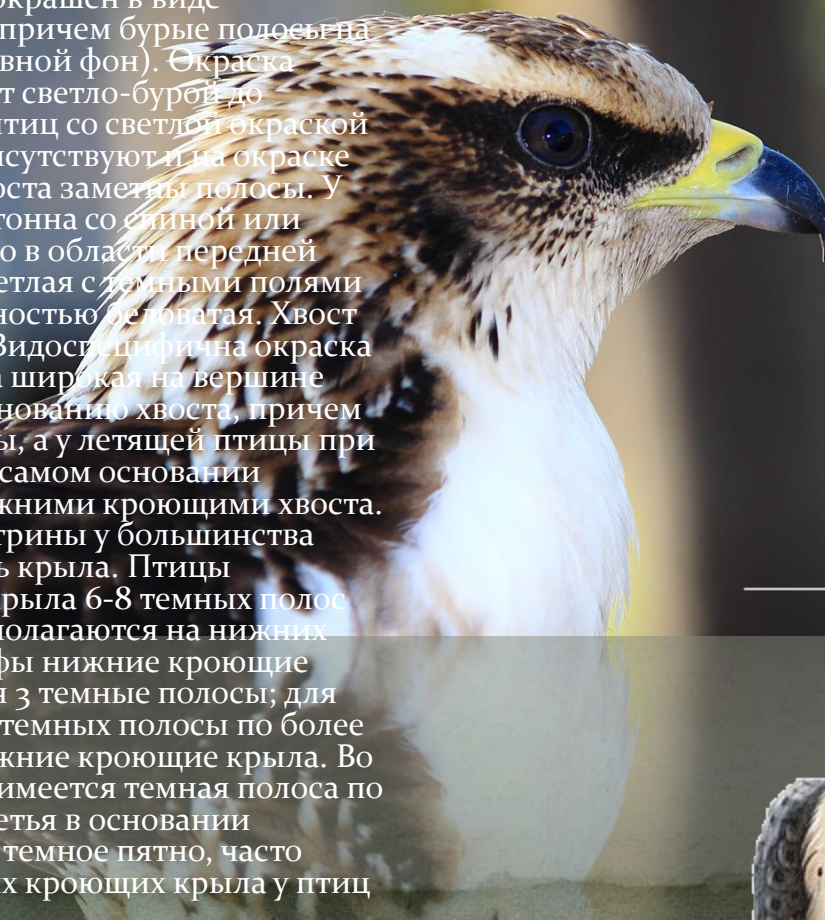 окрашен в виде
причем бурые полосы на
вной фон). Окраска
т светло-бурой до
птиц со светлой окраской
исутствуют и на окраске
оста заметны полосы. У
тонна со спиной или
о в области передней
етлая с темными полями
ностью беловатая. Хвост
Видоспецифична окраска
а широкая на вершине
нованию хвоста, причем
ы, а у летящей птицы при
самом основании
жними кроющими хвоста.
трины у большинства
ь крыла. Птицы
крыла 6-8 темных полос
полагаются на нижних
фы нижние кроющие
я 3 темные полосы; для
темных полосы по более
жние кроющие крыла. Во
имеется темная полоса по
етья в основании
темное пятно, часто
х кроющих крыла у птиц